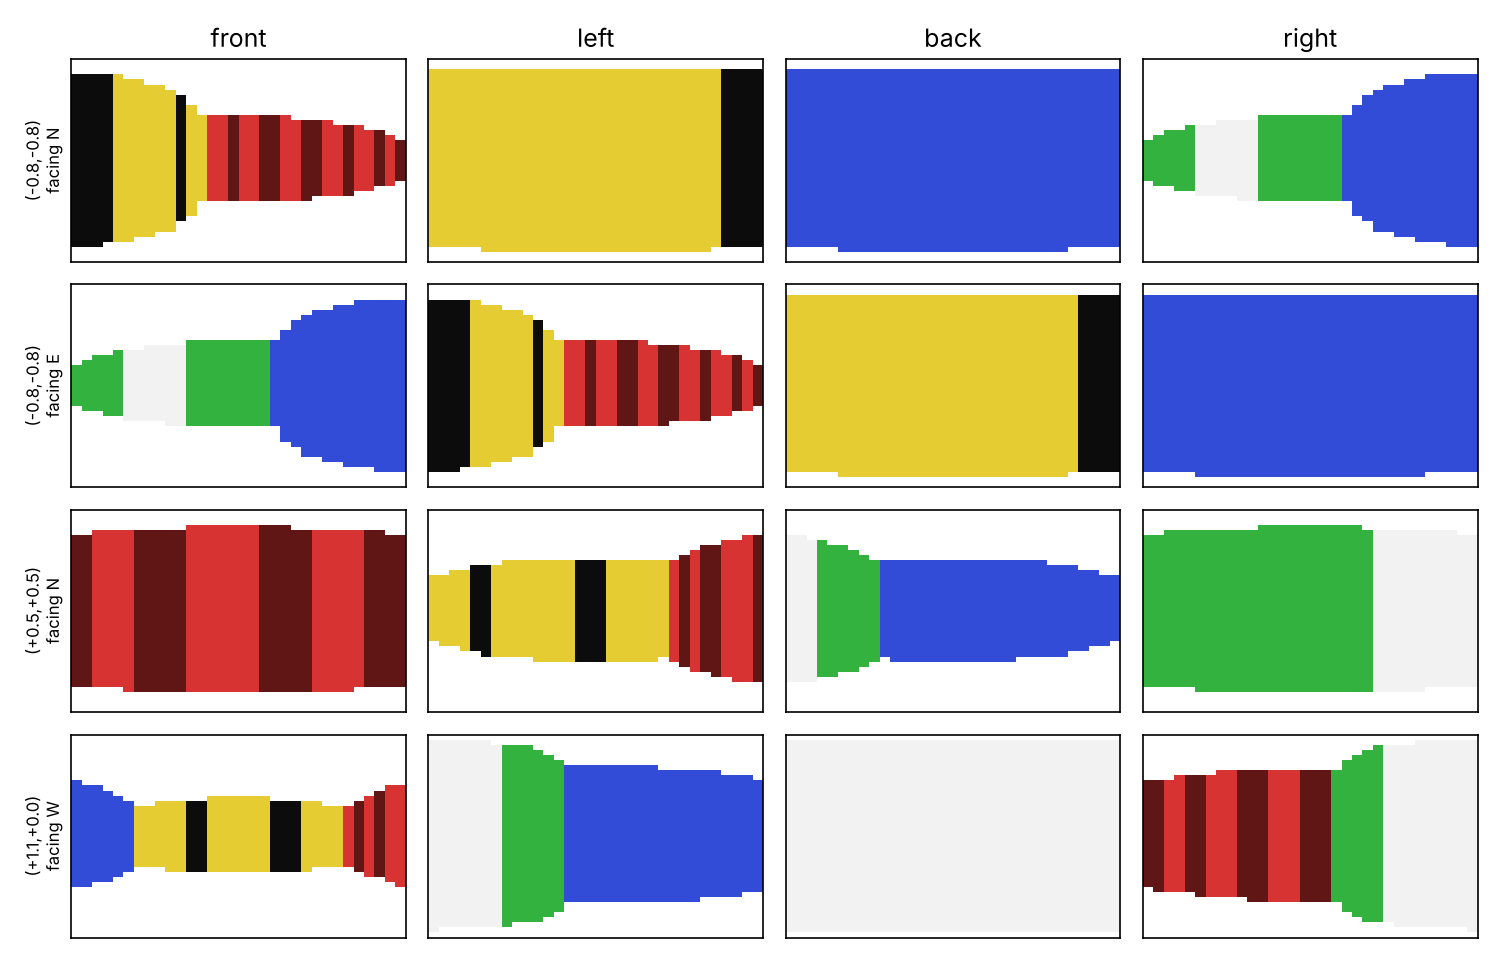 front left back right
(-0.8,-0.8)
facing N
(-0.8,-0.8)
facing E
(+0.5,+0.5)
facing N
(+1.1,+0.0)
facing W